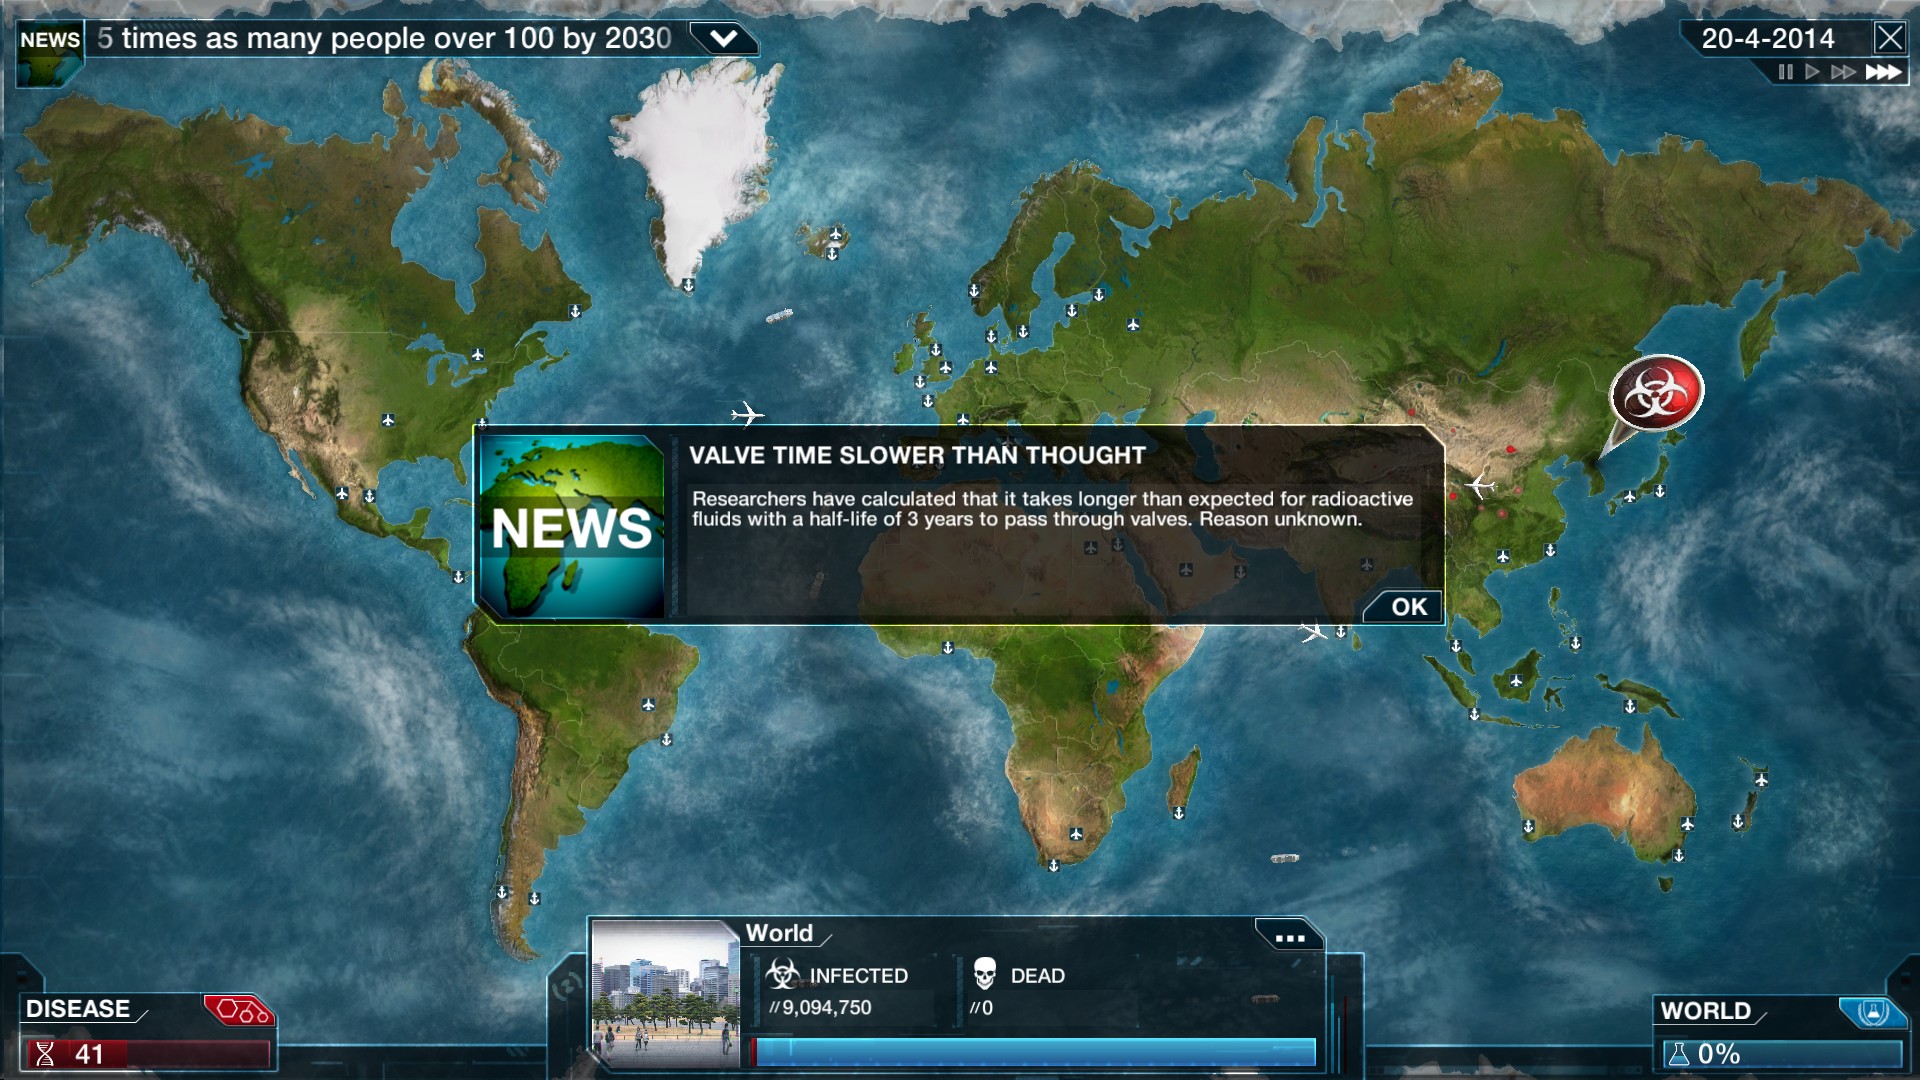 NEWS
5 times as many people over 100 by 2030
20-4-2014
NEWS
VALVE TIME SLOWER THAN THOUGHT
Researchers have calculated that it takes longer than expected for radioactive
fluids with a half-life of 3 years to pass through valves. Reason unknown.
OK
World
...
INFECTED
//9,094,750
DEAD
//0
DISEASE
41
WORLD
0%